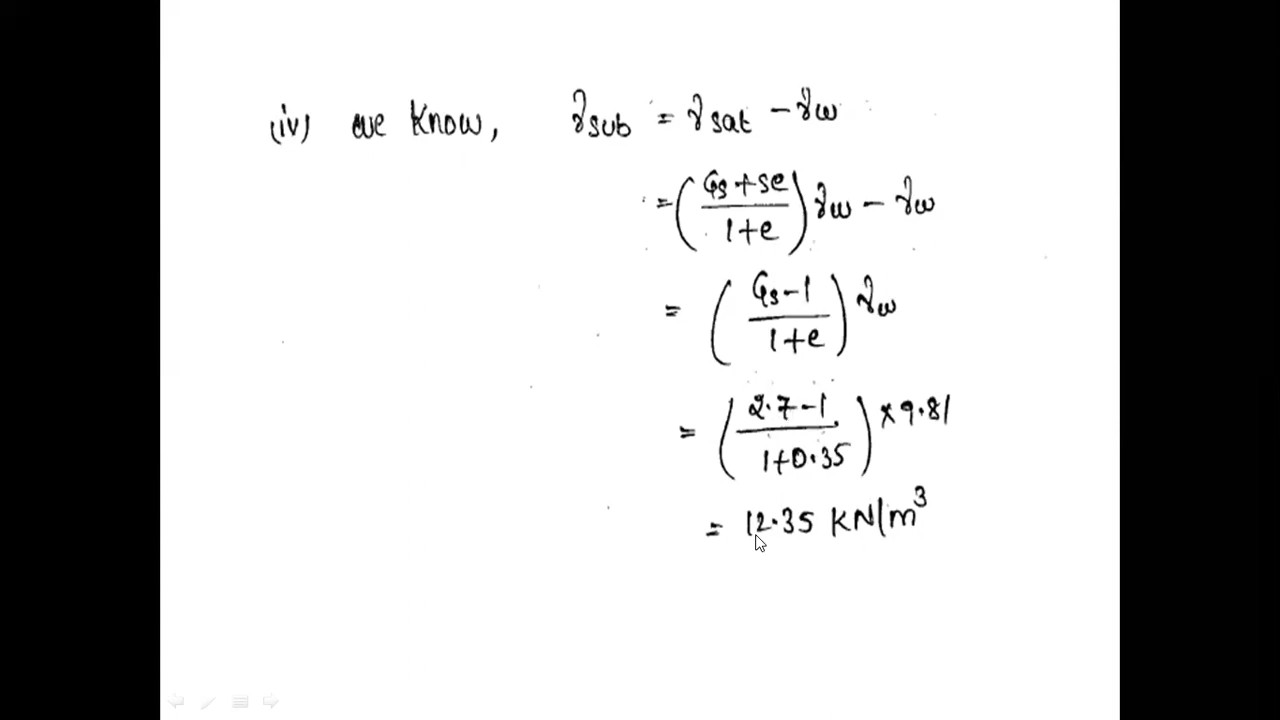 (iv) we know, γsub = γsat - γw
= (Gs+se / 1+e) γw - γw
= (Gs-1 / 1+e) γw
= (2.7-1 / 1+0.35) × 9.81
= 12.35 KN/m³